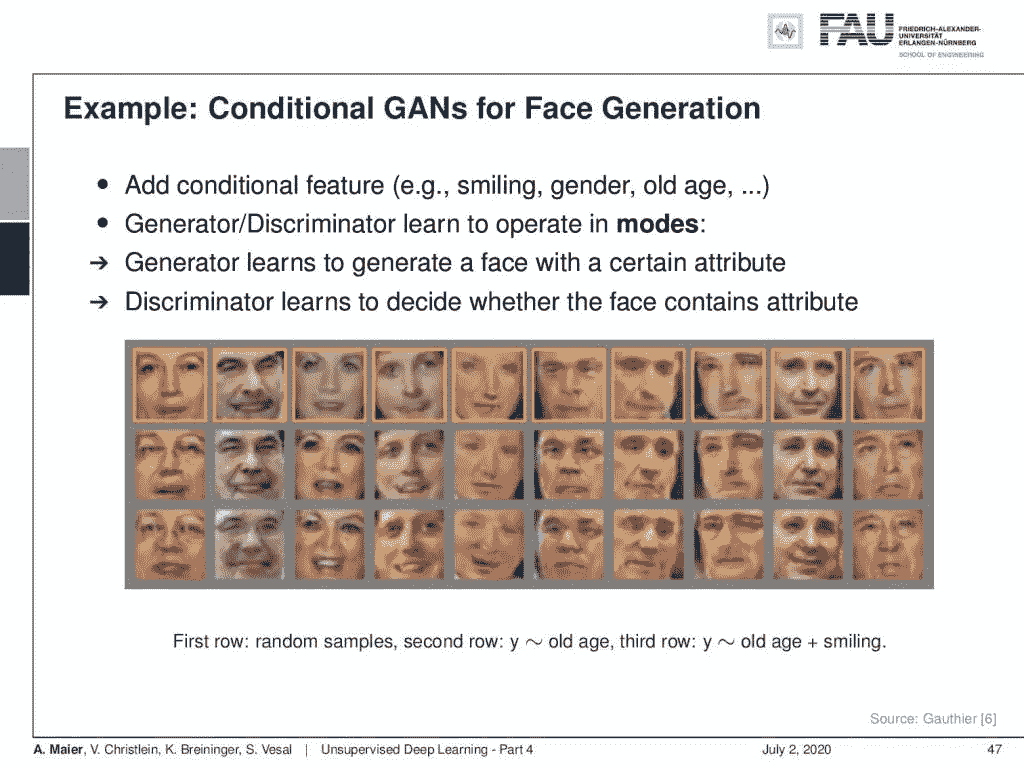 FAU
FRIEDRICH-ALEXANDER-
UNIVERSITÄT
ERLANGEN-NÜRNBERG
SCHOOL OF ENGINEERING
Example: Conditional GANs for Face Generation
• Add conditional feature (e.g., smiling, gender, old age, ...)
• Generator/Discriminator learn to operate in modes:
→ Generator learns to generate a face with a certain attribute
→ Discriminator learns to decide whether the face contains attribute
First row: random samples, second row: y ∼ old age, third row: y ∼ old age + smiling.
Source: Gauthier [6]
A. Maier, V. Christlein, K. Breininger, S. Vesal | Unsupervised Deep Learning - Part 4 July 2, 2020 47